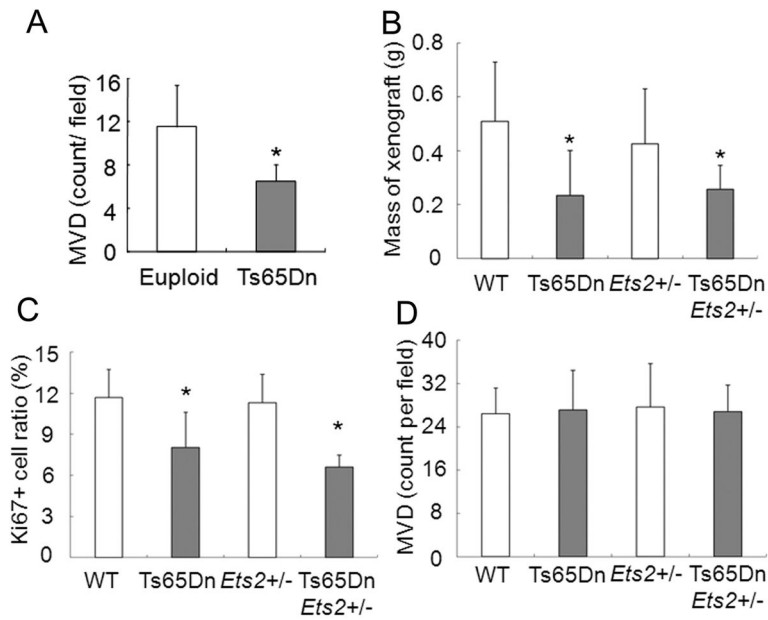 A
MVD (count/ field)
16
12
8
4
0
*
Euploid
Ts65Dn
B
Mass of xenograft (g)
0.8
0.6
0.4
0.2
0
*
*
WT
Ts65Dn
Ets2+/-
Ts65Dn
Ets2+/-
C
Ki67+ cell ratio (%)
15
12
9
6
3
0
*
*
WT
Ts65Dn
Ets2+/-
Ts65Dn
Ets2+/-
D
MVD (count per field)
40
32
24
16
8
0
WT
Ts65Dn
Ets2+/-
Ts65Dn
Ets2+/-